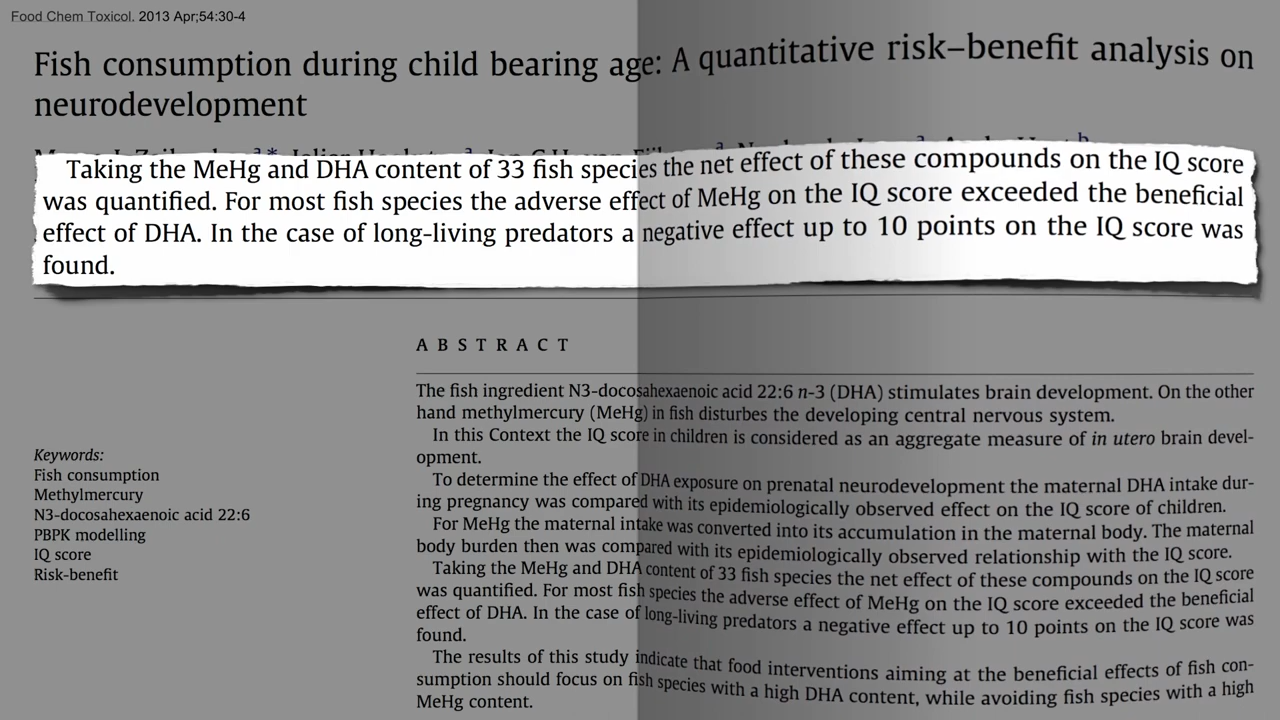 Food Chem Toxicol. 2013 Apr;54:30-4
Fish consumption during child bearing age: A quantitative risk–benefit analysis on
neurodevelopment
Taking the MeHg and DHA content of 33 fish species the net effect of these compounds on the IQ score
was quantified. For most fish species the adverse effect of MeHg on the IQ score exceeded the beneficial
effect of DHA. In the case of long-living predators a negative effect up to 10 points on the IQ score was
found.
A B S T R A C T
The fish ingredient N3-docosahexaenoic acid 22:6 n-3 (DHA) stimulates brain development. On the other
hand methylmercury (MeHg) in fish disturbes the developing central nervous system.
In this Context the IQ score in children is considered as an aggregate measure of in utero brain devel-
opment.
To determine the effect of DHA exposure on prenatal neurodevelopment the maternal DHA intake dur-
ing pregnancy was compared with its epidemiologically observed effect on the IQ score of children.
For MeHg the maternal intake was converted into its accumulation in the maternal body. The maternal
body burden then was compared with its epidemiologically observed relationship with the IQ score.
Taking the MeHg and DHA content of 33 fish species the net effect of these compounds on the IQ score
was quantified. For most fish species the adverse effect of MeHg on the IQ score exceeded the beneficial
effect of DHA. In the case of long-living predators a negative effect up to 10 points on the IQ score was
found.
The results of this study indicate that food interventions aiming at the beneficial effects of fish con-
sumption should focus on fish species with a high DHA content, while avoiding fish species with a high
MeHg content.
Keywords:
Fish consumption
Methylmercury
N3-docosahexaenoic acid 22:6
PBPK modelling
IQ score
Risk-benefit